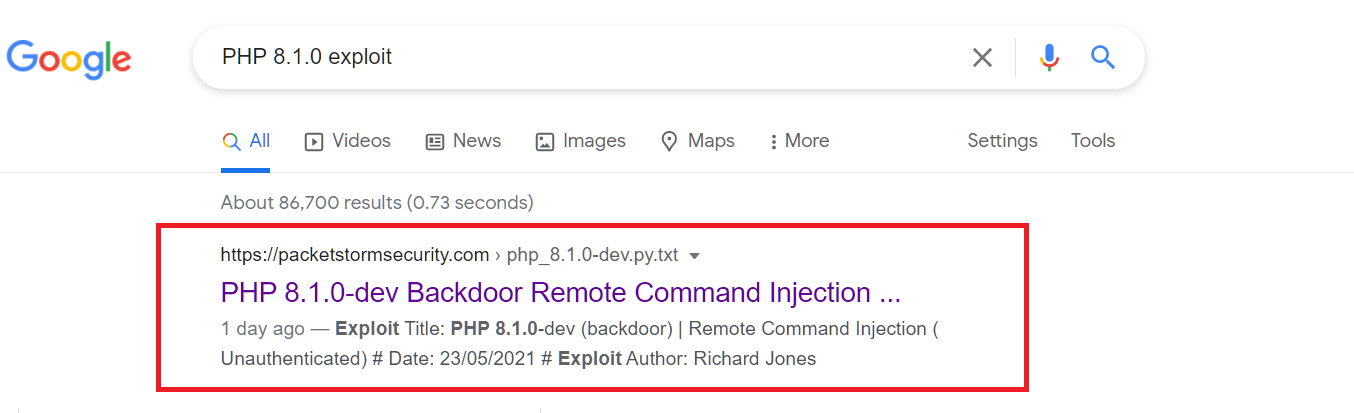 Google
PHP 8.1.0 exploit
All Videos News Images Maps More Settings Tools
About 86,700 results (0.73 seconds)
https://packetstormsecurity.com › php_8.1.0-dev.py.txt
PHP 8.1.0-dev Backdoor Remote Command Injection ...
1 day ago — Exploit Title: PHP 8.1.0-dev (backdoor) | Remote Command Injection (
Unauthenticated) # Date: 23/05/2021 # Exploit Author: Richard Jones